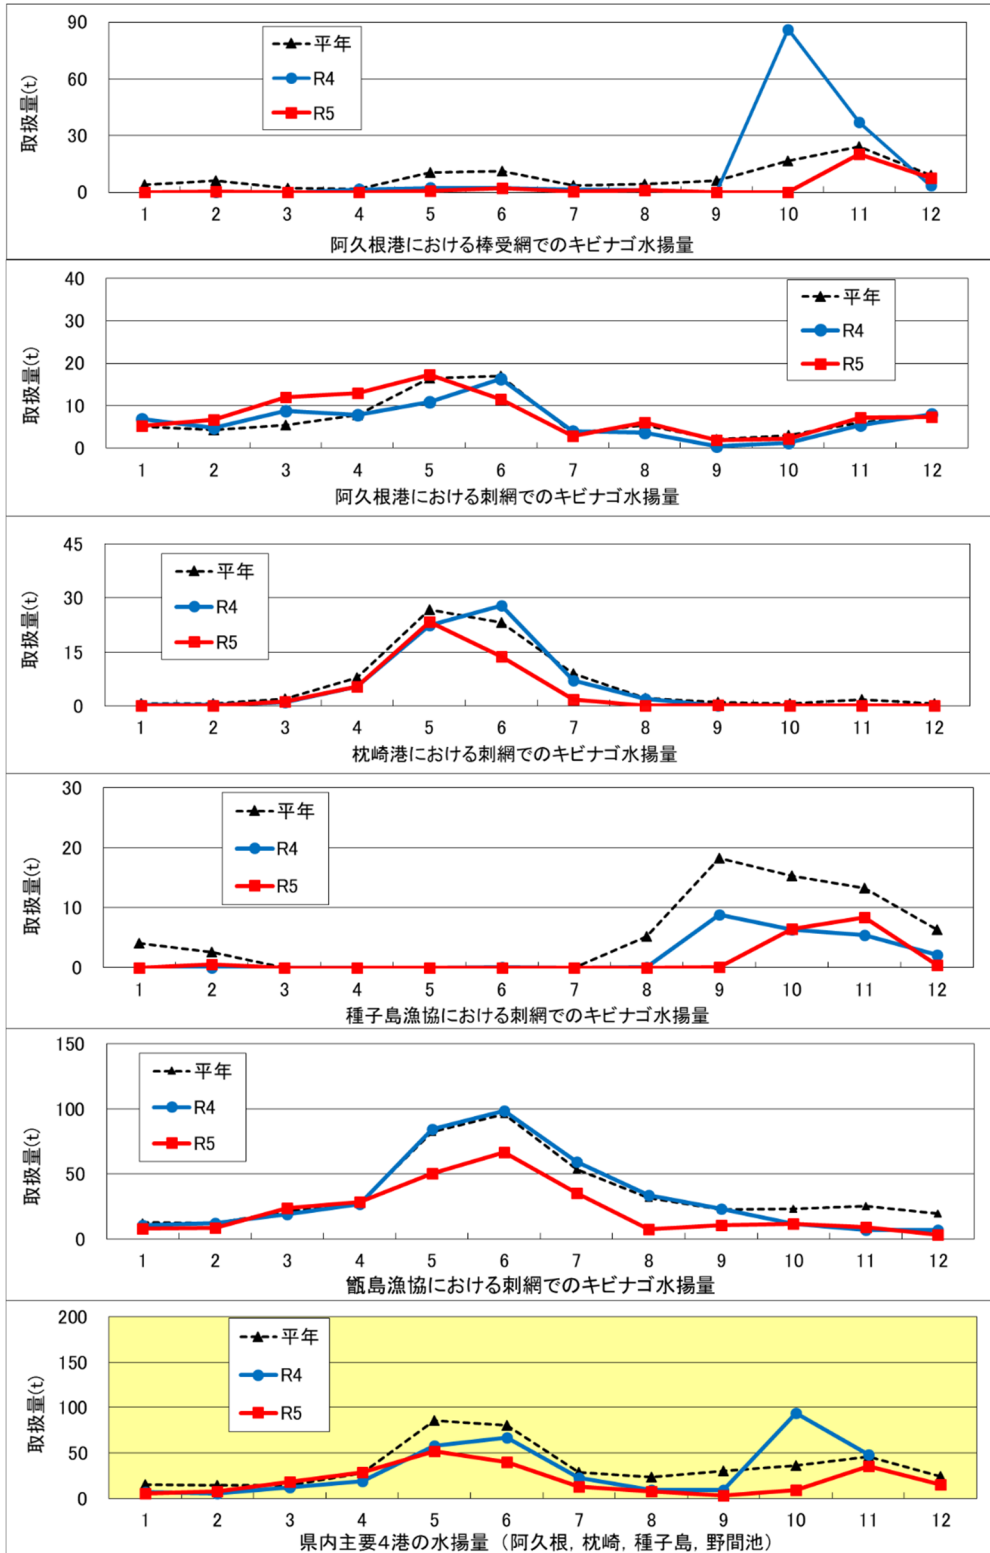 取扱量(t)
90
60
30
0
平年
R4
R5
1 2 3 4 5 6 7 8 9 10 11 12
阿久根港における棒受網でのキビナゴ水揚量
取扱量(t)
40
30
20
10
0
平年
R4
R5
1 2 3 4 5 6 7 8 9 10 11 12
阿久根港における刺網でのキビナゴ水揚量
取扱量(t)
45
30
15
0
平年
R4
R5
1 2 3 4 5 6 7 8 9 10 11 12
枕崎港における刺網でのキビナゴ水揚量
取扱量(t)
30
20
10
0
平年
R4
R5
1 2 3 4 5 6 7 8 9 10 11 12
種子島漁協における刺網でのキビナゴ水揚量
取扱量(t)
150
100
50
0
平年
R4
R5
1 2 3 4 5 6 7 8 9 10 11 12
甑島漁協における刺網でのキビナゴ水揚量
取扱量(t)
200
150
100
50
0
平年
R4
R5
1 2 3 4 5 6 7 8 9 10 11 12
県内主要4港の水揚量（阿久根, 枕崎, 種子島, 野間池）